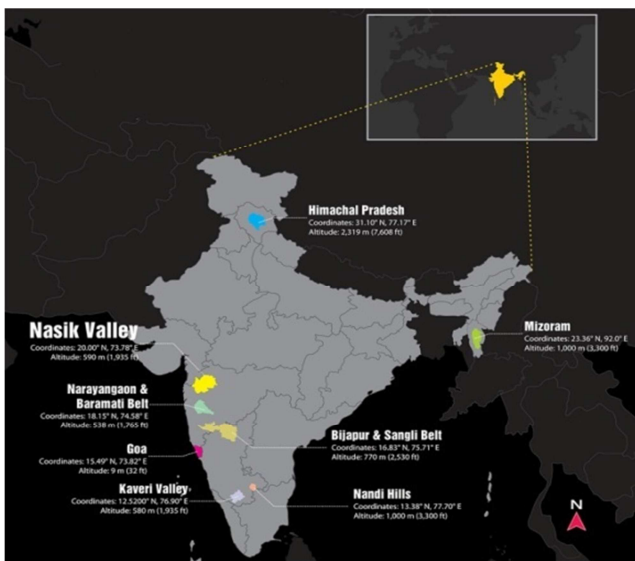 Himachal Pradesh
Coordinates: 31.10° N, 77.17° E
Altitude: 2,319 m (7,608 ft)
Nasik Valley
Coordinates: 20.00° N, 73.78° E
Altitude: 590 m (1,935 ft)
Mizoram
Coordinates: 23.36° N, 92.0° E
Altitude: 1,000 m (3,300 ft)
Narayangaon &
Baramati Belt
Coordinates: 18.15° N, 74.58° E
Altitude: 538 m (1,765 ft)
Bijapur & Sangli Belt
Coordinates: 16.83° N, 75.71° E
Altitude: 770 m (2,530 ft)
Goa
Coordinates: 15.49° N, 73.82° E
Altitude: 9 m (32 ft)
Kaveri Valley
Coordinates: 12.5200° N, 76.90° E
Altitude: 580 m (1,935 ft)
Nandi Hills
Coordinates: 13.38° N, 77.70° E
Altitude: 1,000 m (3,300 ft)
N